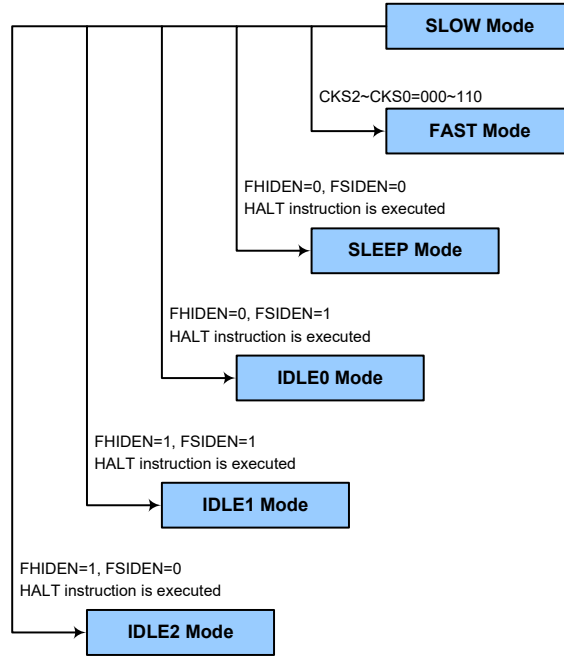 SLOW Mode
CKS2~CKS0=000~110
FAST Mode
FHIDEN=0, FSIDEN=0
HALT instruction is executed
SLEEP Mode
FHIDEN=0, FSIDEN=1
HALT instruction is executed
IDLE0 Mode
FHIDEN=1, FSIDEN=1
HALT instruction is executed
IDLE1 Mode
FHIDEN=1, FSIDEN=0
HALT instruction is executed
IDLE2 Mode